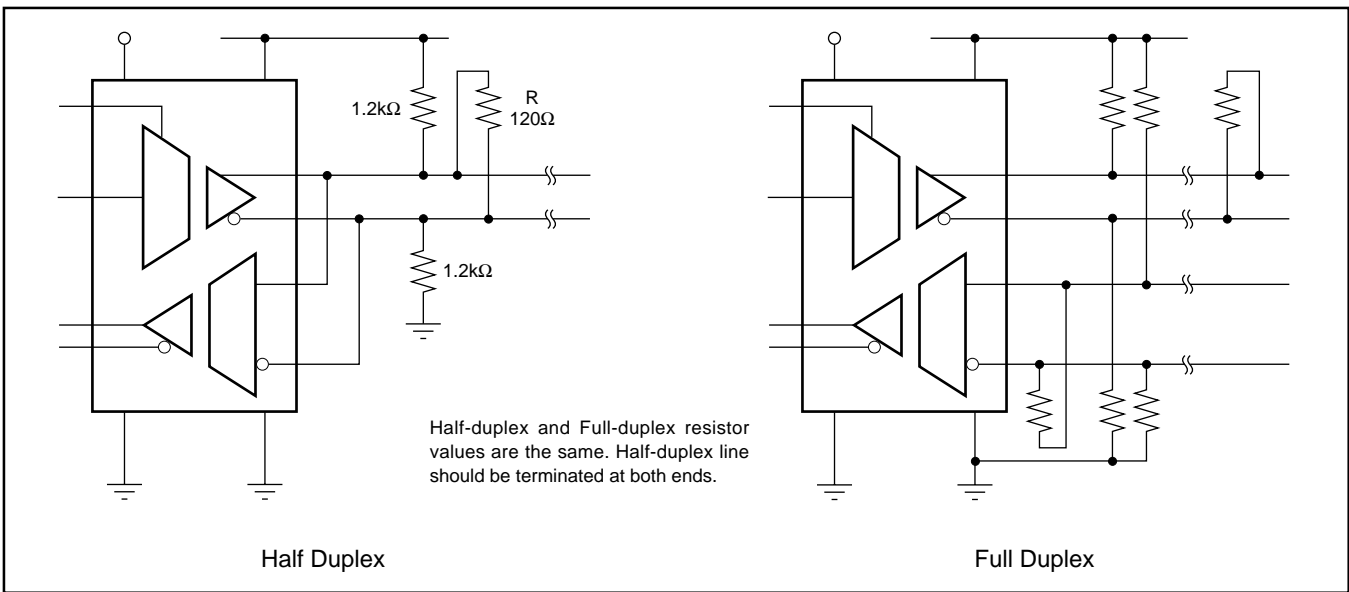 1.2kΩ
R
120Ω
1.2kΩ
Half-duplex and Full-duplex resistor
values are the same. Half-duplex line
should be terminated at both ends.
Half Duplex
Full Duplex